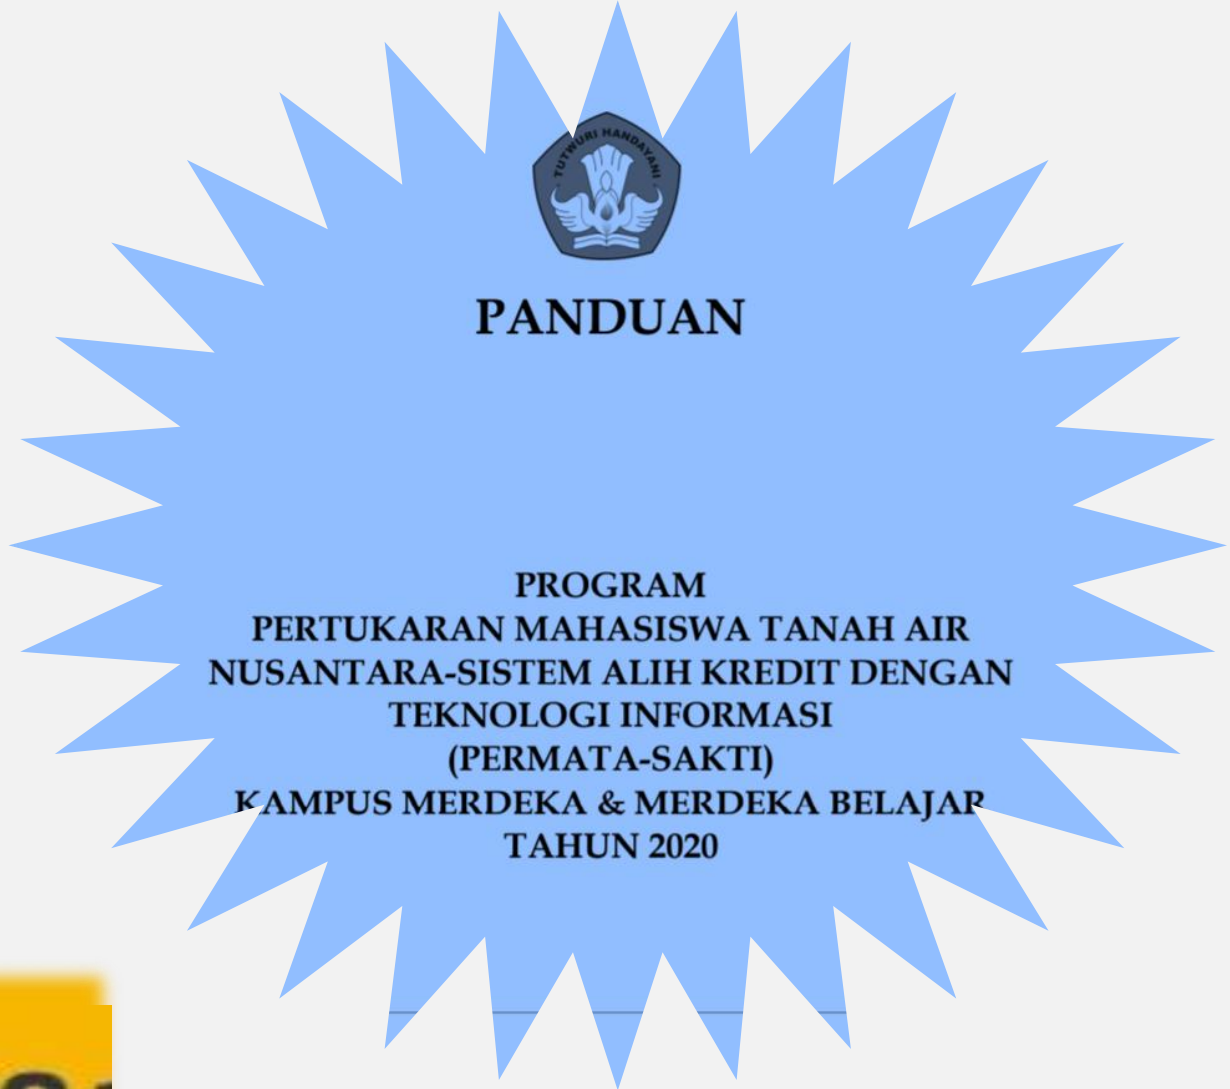 TUTWURI HANDAYANI
PANDUAN
PROGRAM
PERTUKARAN MAHASISWA TANAH AIR
NUSANTARA-SISTEM ALIH KREDIT DENGAN
TEKNOLOGI INFORMASI
(PERMATA-SAKTI)
KAMPUS MERDEKA & MERDEKA BELAJAR
TAHUN 2020